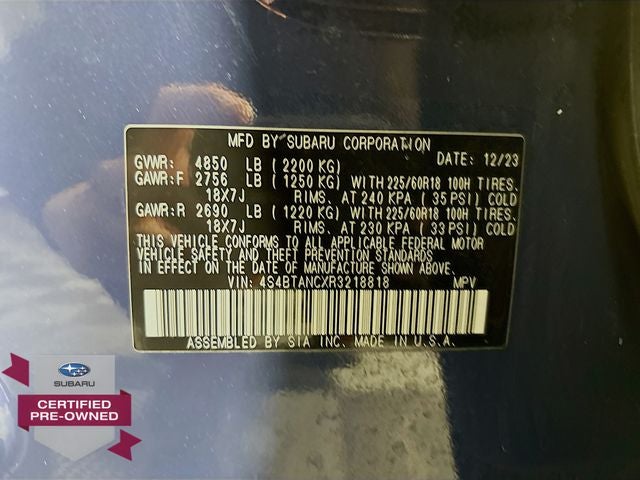 MFD BY SUBARU CORPORATION
GVWR: 4850 LB (2200 KG) DATE: 12/23
GAWR:F 2756 LB (1250 KG) WITH 225/60R18 100H TIRES.
18X7J RIMS. AT 240 KPA (35 PSI) COLD
GAWR:R 2690 LB (1220 KG) WITH 225/60R18 100H TIRES.
18X7J RIMS. AT 230 KPA (33 PSI) COLD
THIS VEHICLE CONFORMS TO ALL APPLICABLE FEDERAL MOTOR
VEHICLE SAFETY AND THEFT PREVENTION STANDARDS
IN EFFECT ON THE DATE OF MANUFACTURE SHOWN ABOVE.
VIN: 4S4BTANCXR3218818 MPV
ASSEMBLED BY SIA INC. MADE IN U.S.A.
SUBARU
CERTIFIED
PRE-OWNED